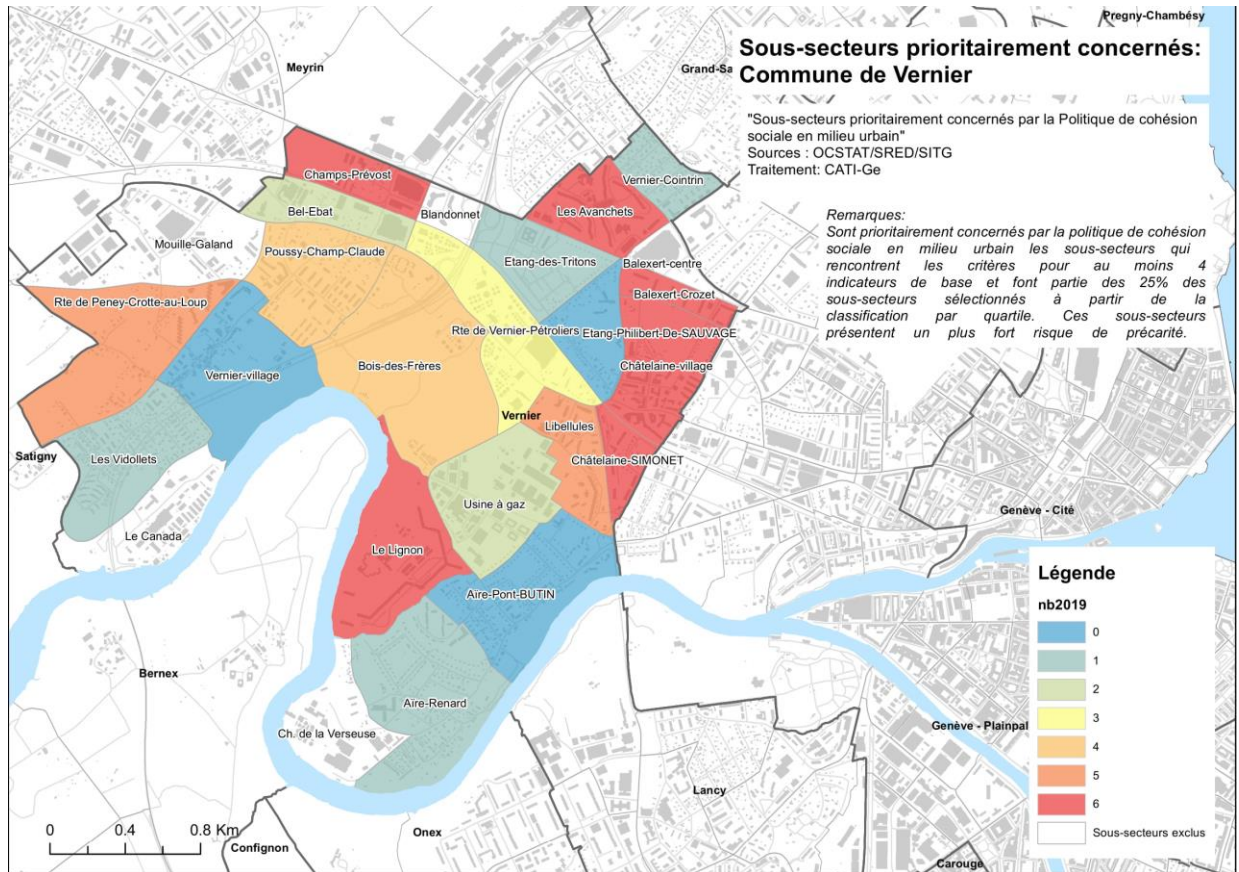 Pregny-Chambésy
Sous-secteurs prioritairement concernés:
Commune de Vernier
Meyrin
"Sous-secteurs prioritairement concernés par la Politique de cohésion
sociale en milieu urbain"
Sources : OCSTAT/SRED/SITG
Traitement: CATI-Ge
Remarques:
Sont prioritairement concernés par la politique de cohésion
sociale en milieu urbain les sous-secteurs qui
rencontrent les critères pour au moins 4
indicateurs de base et font partie des 25% des
sous-secteurs sélectionnés à partir de la
classification par quartile. Ces sous-secteurs
présentent un plus fort risque de précarité.
Champs-Prévost
Vernier-Cointrin
Bel-Ebat
Blandonnet
Les Avanchets
Mouille-Galand
Poussy-Champ-Claude
Etang-des-Tritons
Balexert-centre
Rte de Peney-Crotte-au-Loup
Balexert-Crozet
Rte de Vernier-Pétroliers
Etang-Philibert-De-SAUVAGE
Vernier-village
Bois-des-Frères
Châtelaine-village
Vernier
Libellules
Satigny
Les Vidollets
Châtelaine-SIMONET
Usine à gaz
Le Canada
Genève - Cité
Le Lignon
Aire-Pont-BUTIN
Bernex
Aire-Renard
Ch. de la Verseuse
Genève - Plainpal
Lancy
Onex
Confignon
Carouge
0 0.4 0.8 Km
Légende
nb2019
0
1
2
3
4
5
6
Sous-secteurs exclus